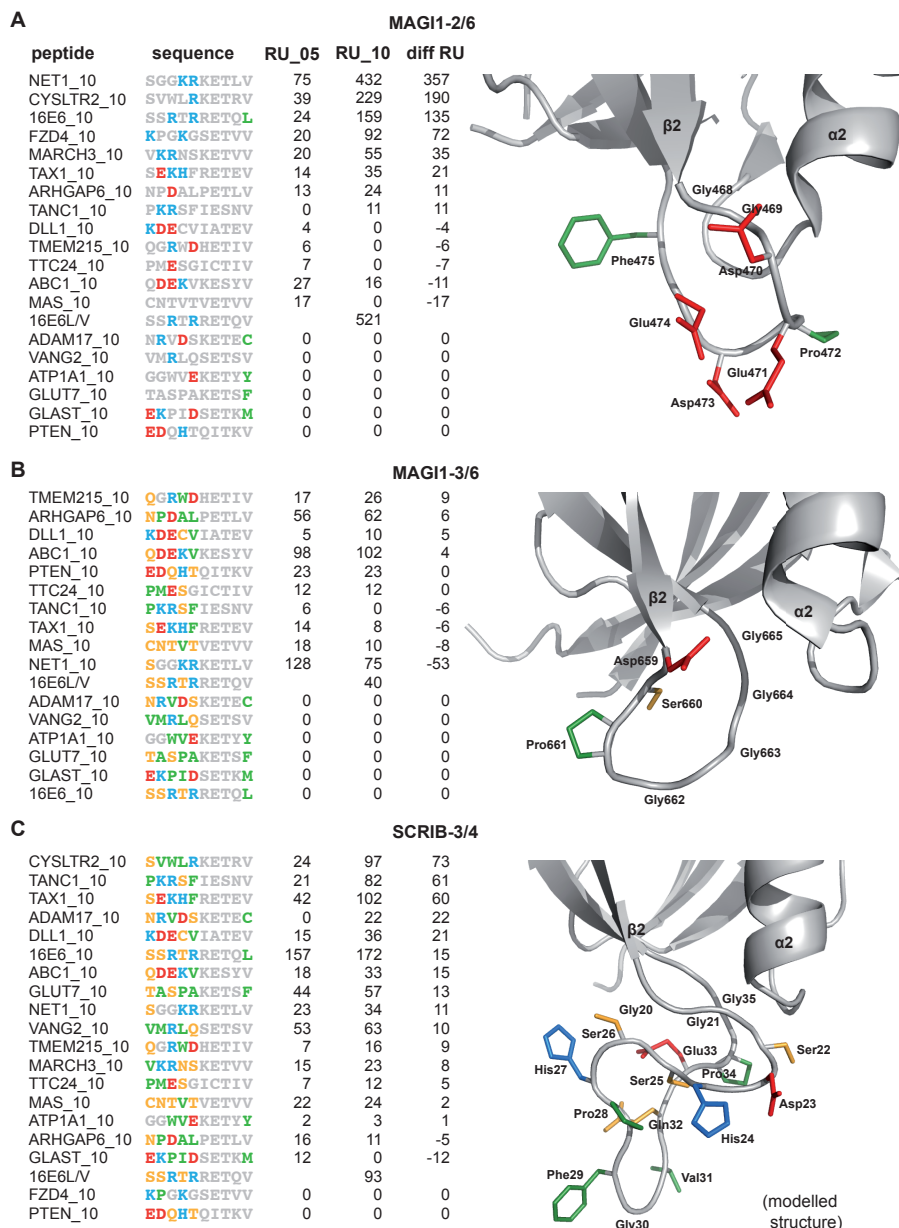 A
MAGI1-2/6
peptide sequence RU_05 RU_10 diff RU
NET1_10 SGGKRKETLV 75 432 357
CYSLTR2_10 SVWLRKETRV 39 229 190
16E6_10 SSRTRRETQL 24 159 135
FZD4_10 KPGKGSETVV 20 92 72
MARCH3_10 VKRNSKETVV 20 55 35
TAX1_10 SEKHFRETEV 14 35 21
ARHGAP6_10 NPDALPETLV 13 24 11
TANC1_10 PKRSFIESNV 0 11 11
DLL1_10 KDECVIATEV 4 0 -4
TMEM215_10 QGRWDHETIV 6 0 -6
TTC24_10 PMESGICTIV 7 0 -7
ABC1_10 QDEKVKESYV 27 16 -11
MAS_10 CNTVTVETVV 17 0 -17
16E6L/V SSRTRRETQV 521
ADAM17_10 NRVDSKETEC 0 0 0
VANG2_10 VMRLQSETSV 0 0 0
ATP1A1_10 GGWVEKETYY 0 0 0
GLUT7_10 TASPAKETSF 0 0 0
GLAST_10 EKPIDSETKM 0 0 0
PTEN_10 EDQHTQITKV 0 0 0
β2
α2
Gly468
Gly469
Asp470
Phe475
Glu474
Pro472
Glu471
Asp473
B
MAGI1-3/6
TMEM215_10 QGRWDHETIV 17 26 9
ARHGAP6_10 NPDALPETLV 56 62 6
DLL1_10 KDECVIATEV 5 10 5
ABC1_10 QDEKVKESYV 98 102 4
PTEN_10 EDQHTQITKV 23 23 0
TTC24_10 PMESGICTIV 12 12 0
TANC1_10 PKRSFIESNV 6 0 -6
TAX1_10 SEKHFRETEV 14 8 -6
MAS_10 CNTVTVETVV 18 10 -8
NET1_10 SGGKRKETLV 128 75 -53
16E6L/V SSRTRRETQV 40
ADAM17_10 NRVDSKETEC 0 0 0
VANG2_10 VMRLQSETSV 0 0 0
ATP1A1_10 GGWVEKETYY 0 0 0
GLUT7_10 TASPAKETSF 0 0 0
GLAST_10 EKPIDSETKM 0 0 0
16E6_10 SSRTRRETQL 0 0 0
β2
α2
Gly665
Asp659
Ser660
Gly664
Pro661
Gly663
Gly662
C
SCRIB-3/4
CYSLTR2_10 SVWLRKETRV 24 97 73
TANC1_10 PKRSFIESNV 21 82 61
TAX1_10 SEKHFRETEV 42 102 60
ADAM17_10 NRVDSKETEC 0 22 22
DLL1_10 KDECVIATEV 15 36 21
16E6_10 SSRTRRETQL 157 172 15
ABC1_10 QDEKVKESYV 18 33 15
GLUT7_10 TASPAKETSF 44 57 13
NET1_10 SGGKRKETLV 23 34 11
VANG2_10 VMRLQSETSV 53 63 10
TMEM215_10 QGRWDHETIV 7 16 9
MARCH3_10 VKRNSKETVV 15 23 8
TTC24_10 PMESGICTIV 7 12 5
MAS_10 CNTVTVETVV 22 24 2
ATP1A1_10 GGWVEKETYY 2 3 1
ARHGAP6_10 NPDALPETLV 16 11 -5
GLAST_10 EKPIDSETKM 12 0 -12
16E6L/V SSRTRRETQV 93
FZD4_10 KPGKGSETVV 0 0 0
PTEN_10 EDQHTQITKV 0 0 0
β2
α2
Gly35
Gly20
Gly21
Ser26
Ser22
Glu33
His27
Ser25
Pro34
Asp23
Pro28
Gln32
His24
Phe29
Val31
Gly30
(modelled
structure)